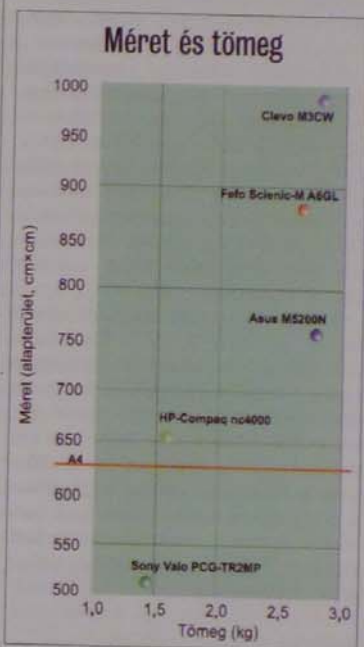 Méret és tömeg
Méret (alapterület, cm×cm)
1000
950
900
850
800
750
700
650
A4
600
550
500
Clevo M3CW
Fefo Scienic-M A6GL
Asus M5200N
HP-Compaq nc4000
Sony Vaio PCG-TR2MP
1,0 1,5 2,0 2,5 3,0
Tömeg (kg)